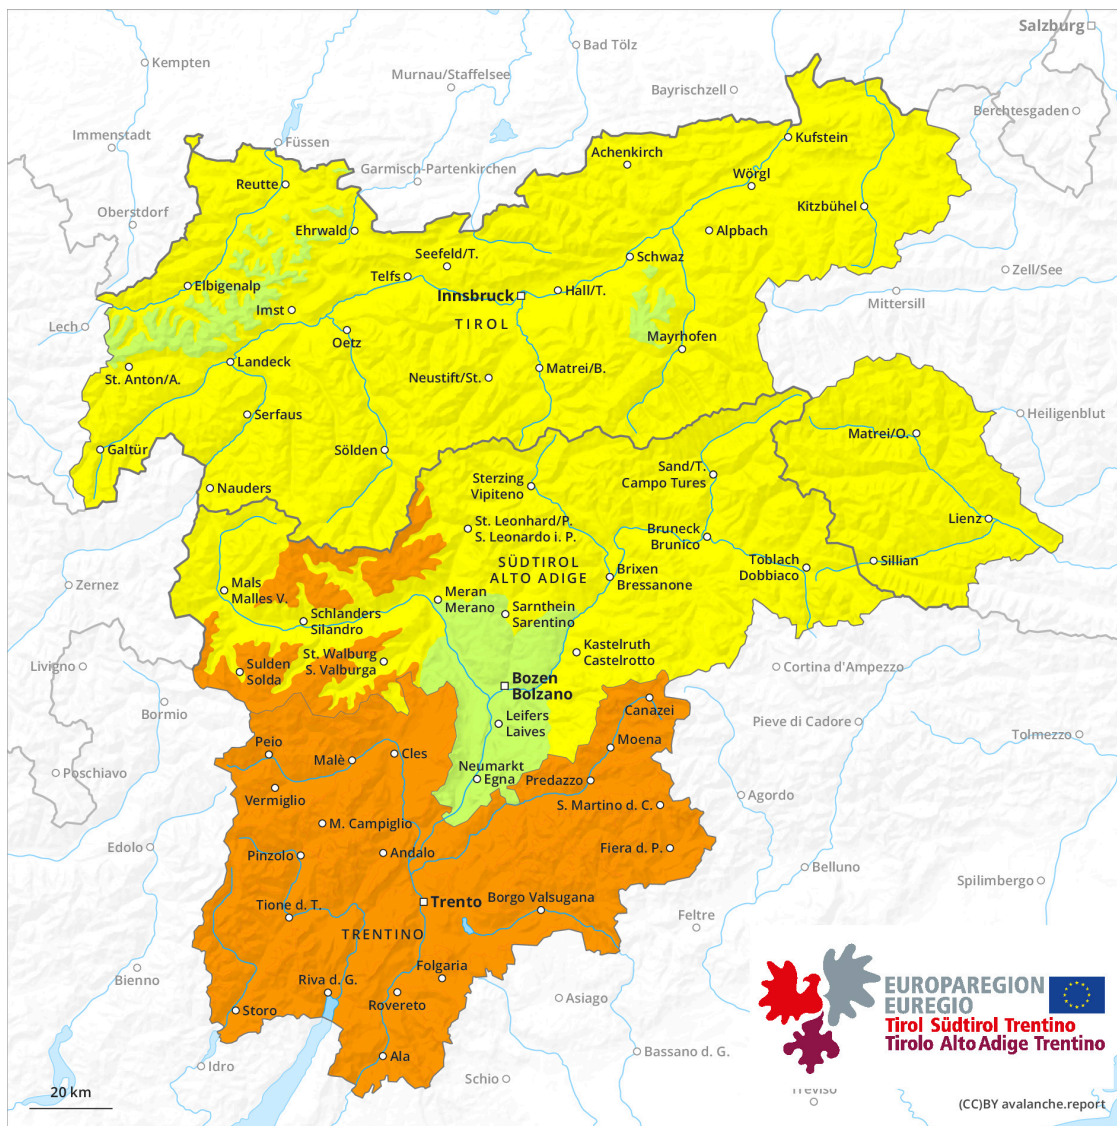 Salzburg
Bad Tölz
Kempten
Murnau/Staffelsee
Bayrischzell
Berchtesgaden
Immenstadt
Füssen
Kufstein
Achenkirch
Garmisch-Partenkirchen
Wörgl
Reutte
Kitzbühel
Oberstdorf
Ehrwald
Alpbach
Seefeld/T.
Schwaz
Zell/See
Telfs
Elbigenalp
Innsbruck
Hall/T.
Mittersill
Imst
TIROL
Lech
Oetz
Mayrhofen
Landeck
Matrei/B.
St. Anton/A.
Neustift/St.
Serfaus
Heiligenblut
Matrei/O.
Galtür
Sölden
Sand/T.
Campo Tures
Sterzing
Vipiteno
Nauders
St. Leonhard/P.
S. Leonardo i. P.
Lienz
Bruneck
Brunico
SÜDTIROL
ALTO ADIGE
Toblach
Dobbiaco
Sillian
Brixen
Bressanone
Zernez
Mals
Malles V.
Meran
Merano
Sarnthein
Sarentino
Schlanders
Silandro
Kastelruth
Castelrotto
St. Walburg
S. Valburga
Livigno
Sulden
Solda
Cortina d'Ampezzo
Bozen
Bolzano
Bormio
Canazei
Leifers
Laives
Pieve di Cadore
Tolmezzo
Peio
Moena
Cles
Malè
Neumarkt
Egna
Poschiavo
Predazzo
Vermiglio
Agordo
S. Martino d. C.
M. Campiglio
Edolo
Fiera d. P.
Pinzolo
Andalo
Belluno
Spilimbergo
Borgo Valsugana
Trento
Tione d. T.
Feltre
TRENTINO
Folgaria
Bienno
Riva d. G.
EUROPAREGION
EUREGIO
Asiago
Rovereto
Storo
Tirol Südtirol Trentino
Tirolo Alto Adige Trentino
Bassano d. G.
Ala
Idro
Schio
Treviso
20 km
(CC)BY avalanche.report